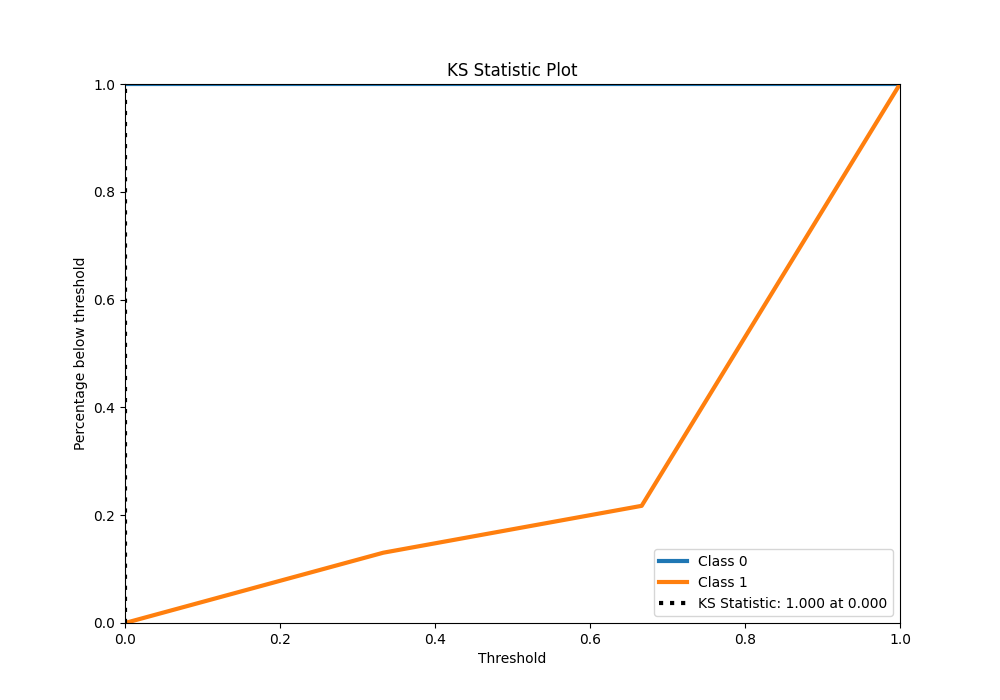 KS Statistic Plot
1.0
0.8
0.6
0.4
0.2
0.0
Percentage below threshold
Class 0
Class 1
KS Statistic: 1.000 at 0.000
0.0 0.2 0.4 0.6 0.8 1.0
Threshold